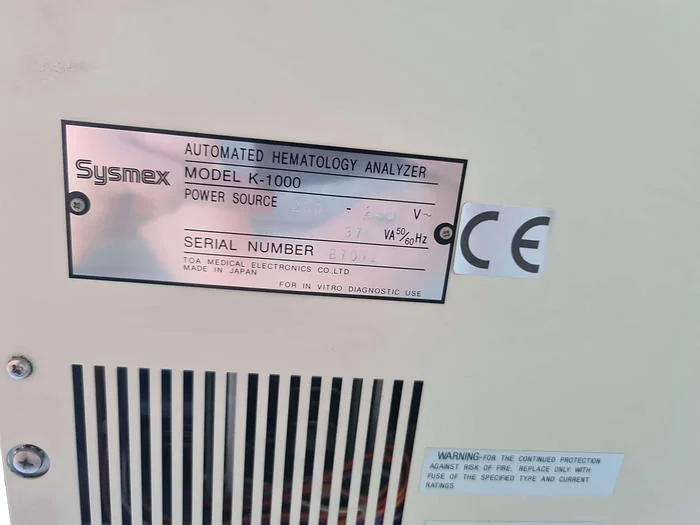 Sysmex
AUTOMATED HEMATOLOGY ANALYZER
MODEL K-1000
POWER SOURCE - V~
VA 50/60 Hz
SERIAL NUMBER
TOA MEDICAL ELECTRONICS CO.,LTD.
MADE IN JAPAN
FOR IN VITRO DIAGNOSTIC USE
CE
WARNING-FOR THE CONTINUED PROTECTION
AGAINST RISK OF FIRE, REPLACE ONLY WITH
FUSE OF THE SPECIFIED TYPE AND CURRENT
RATINGS